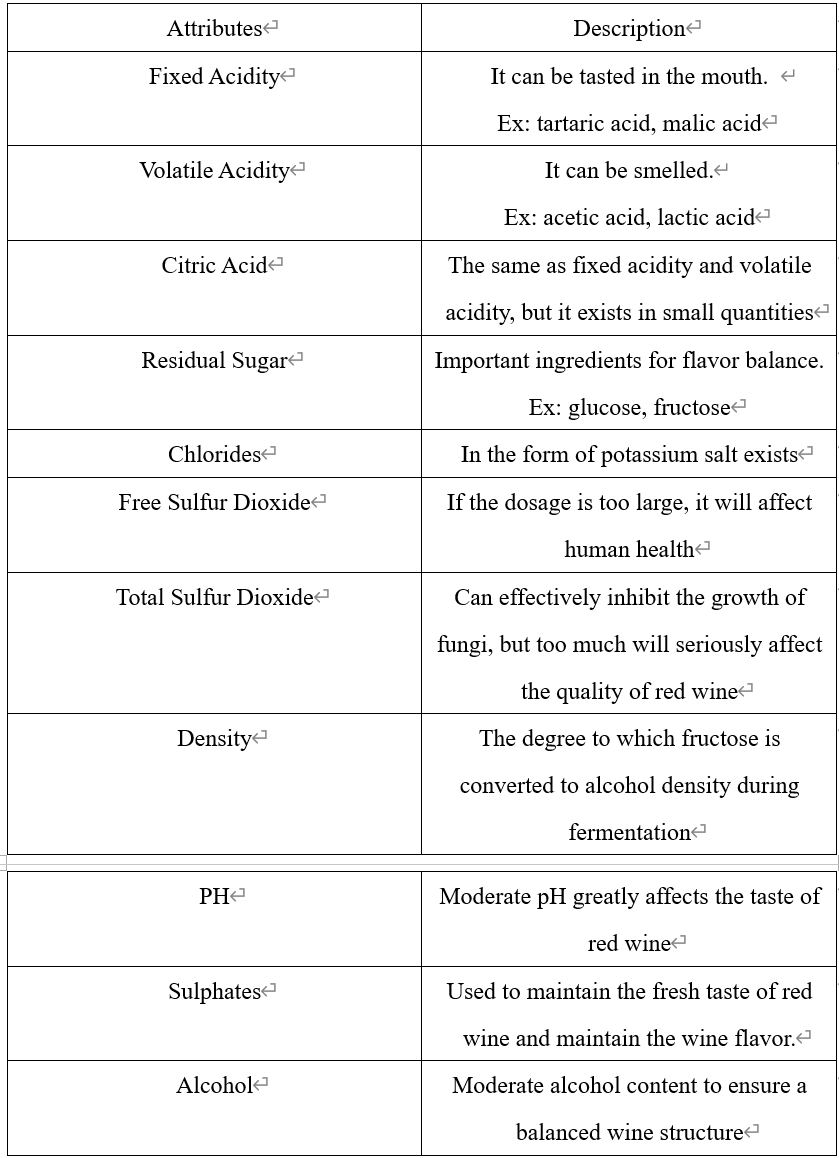 Attributes
Description
Fixed Acidity
It can be tasted in the mouth.
Ex: tartaric acid, malic acid
Volatile Acidity
It can be smelled.
Ex: acetic acid, lactic acid
Citric Acid
The same as fixed acidity and volatile
acidity, but it exists in small quantities
Residual Sugar
Important ingredients for flavor balance.
Ex: glucose, fructose
Chlorides
In the form of potassium salt exists
Free Sulfur Dioxide
If the dosage is too large, it will affect
human health
Total Sulfur Dioxide
Can effectively inhibit the growth of
fungi, but too much will seriously affect
the quality of red wine
Density
The degree to which fructose is
converted to alcohol density during
fermentation
PH
Moderate pH greatly affects the taste of
red wine
Sulphates
Used to maintain the fresh taste of red
wine and maintain the wine flavor.
Alcohol
Moderate alcohol content to ensure a
balanced wine structure